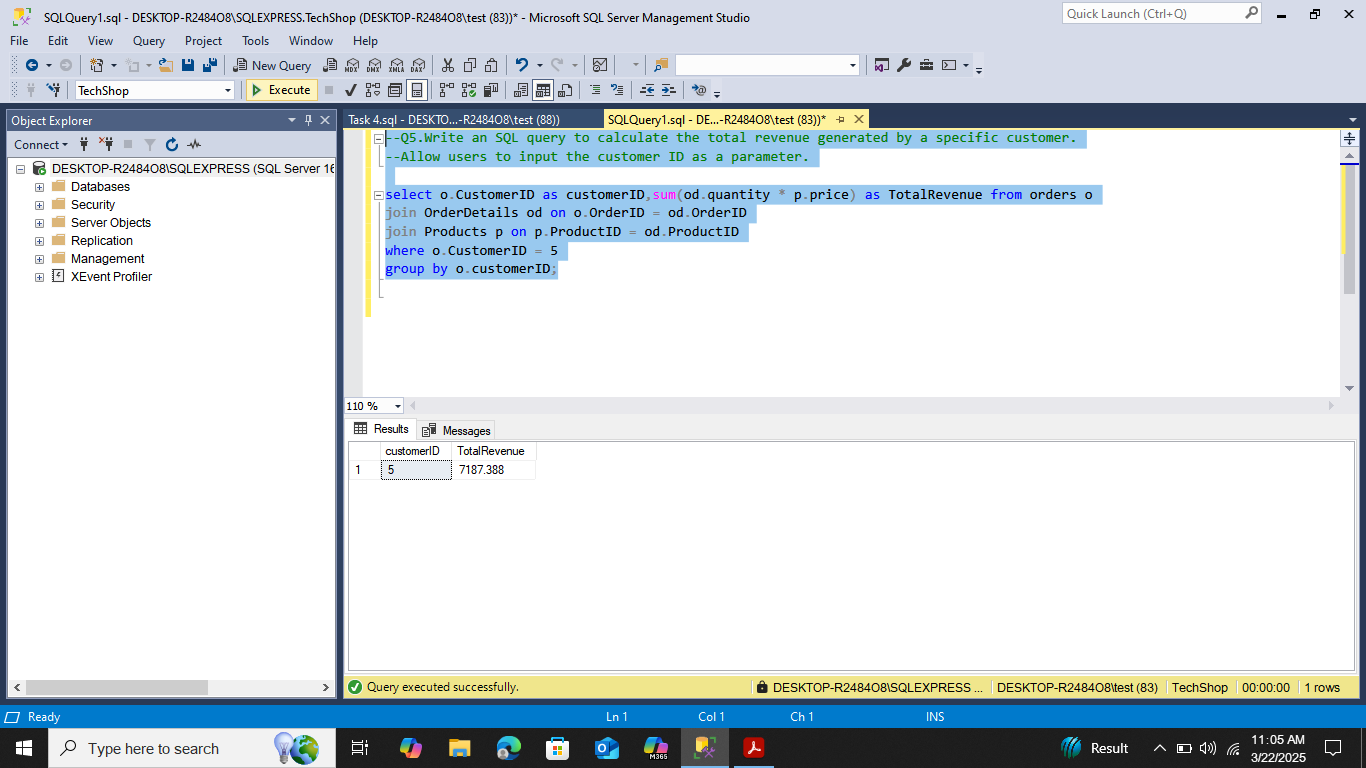 SQLQuery1.sql - DESKTOP-R2484O8\SQLEXPRESS.TechShop (DESKTOP-R2484O8\test (83))* - Microsoft SQL Server Management Studio
Quick Launch (Ctrl+Q)
File Edit View Query Project Tools Window Help
New Query MDX DMX XMLA DAX
TechShop Execute
Object Explorer
Connect
DESKTOP-R2484O8\SQLEXPRESS (SQL Server 16
Databases
Security
Server Objects
Replication
Management
XEvent Profiler
Task 4.sql - DESKTO...-R2484O8\test (88)) SQLQuery1.sql - DE...-R2484O8\test (83))*
--Q5.Write an SQL query to calculate the total revenue generated by a specific customer.
--Allow users to input the customer ID as a parameter.
select o.CustomerID as customerID,sum(od.quantity * p.price) as TotalRevenue from orders o
join OrderDetails od on o.OrderID = od.OrderID
join Products p on p.ProductID = od.ProductID
where o.CustomerID = 5
group by o.customerID;
110 %
Results Messages
customerID TotalRevenue
1 5 7187.388
Query executed successfully. DESKTOP-R2484O8\SQLEXPRESS ... DESKTOP-R2484O8\test (83) TechShop 00:00:00 1 rows
Ready Ln 1 Col 1 Ch 1 INS
Type here to search M365 Result 11:05 AM
3/22/2025